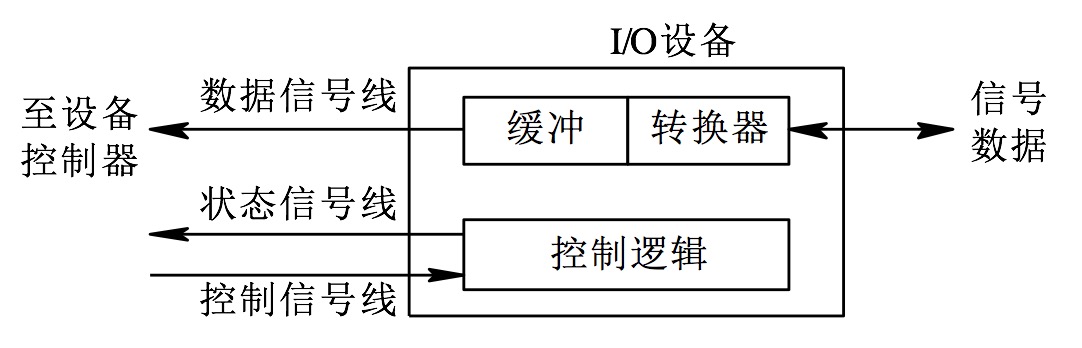 I/O设备
数据信号线
至设备
控制器
缓冲
转换器
信号
数据
状态信号线
控制逻辑
控制信号线